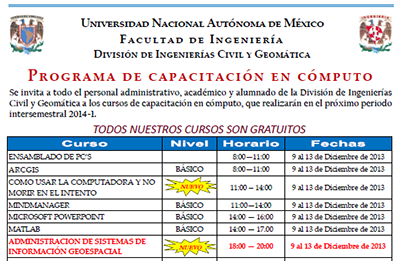 UNIVERSIDAD NACIONAL AUTÓNOMA DE MÉXICO
FACULTAD DE INGENIERÍA
DIVISIÓN DE INGENIERÍAS CIVIL Y GEOMÁTICA
PROGRAMA DE CAPACITACIÓN EN CÓMPUTO
Se invita a todo el personal administrativo, académico y alumnado de la División de Ingenierías
Civil y Geomática a los cursos de capacitación en cómputo, que realizarán en el próximo periodo
intersemestral 2014-1.
TODOS NUESTROS CURSOS SON GRATUITOS
Curso Nivel Horario Fechas
ENSAMBLADO DE PC'S 8:00—11:00 9 al 13 de Diciembre de 2013
ARCGIS BÁSICO 8:00—11:00 9 al 13 de Diciembre de 2013
COMO USAR LA COMPUTADORA Y NO
MORIR EN EL INTENTO NUEVO 11:00 — 14:00 9 al 13 de Diciembre de 2013
MINDMANAGER BÁSICO 11:00—14:00 9 al 13 de Diciembre de 2013
MICROSOFT POWERPOINT BÁSICO 14:00 — 16:00 9 al 13 de Diciembre de 2013
MATLAB BÁSICO 14:00 — 17:00 9 al 13 de Diciembre de 2013
ADMINISTRACION DE SISTEMAS DE
INFORMACIÓN GEOESPACIAL NUEVO 18:00 — 20:00 9 al 13 de Diciembre de 2013